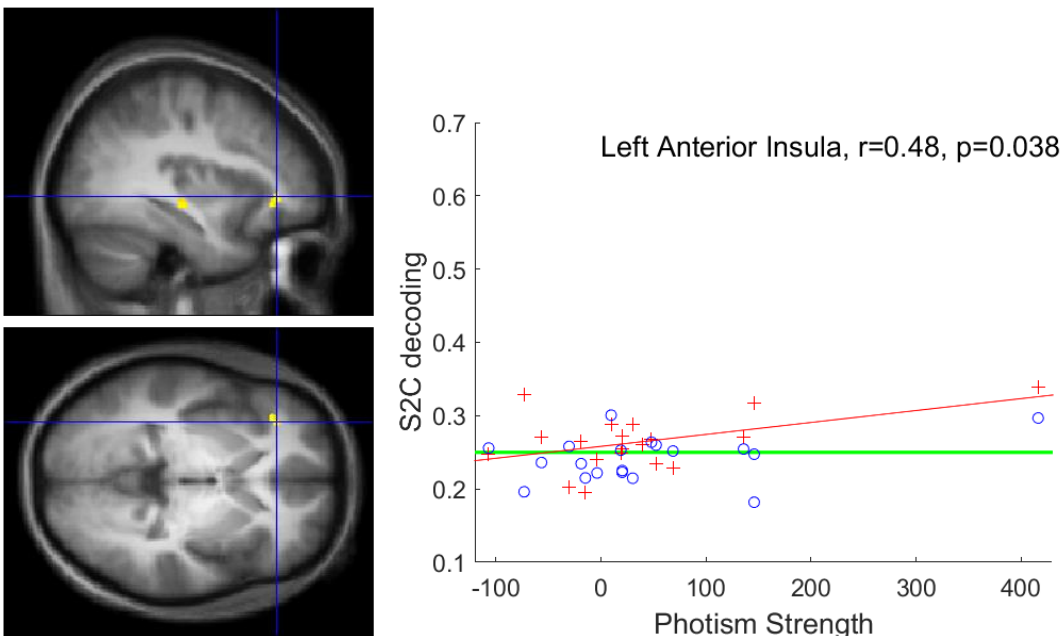 Left Anterior Insula, r=0.48, p=0.038
S2C decoding
0.7
0.6
0.5
0.4
0.3
0.2
0.1
-100 0 100 200 300 400
Photism Strength